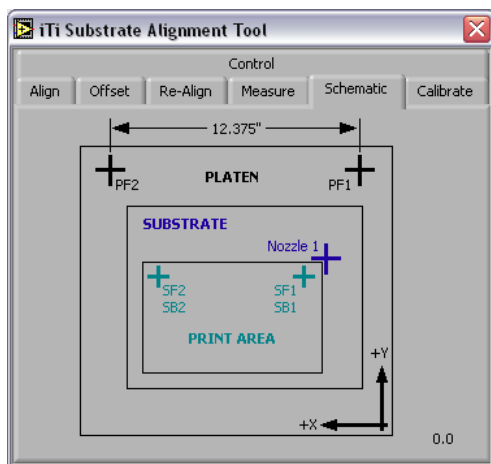 iTi Substrate Alignment Tool
Control
Align Offset Re-Align Measure Schematic Calibrate
12.375"
PF2 PLATEN PF1
SUBSTRATE
Nozzle 1
SF2 SF1
SB2 SB1
PRINT AREA
+Y
+X
0.0